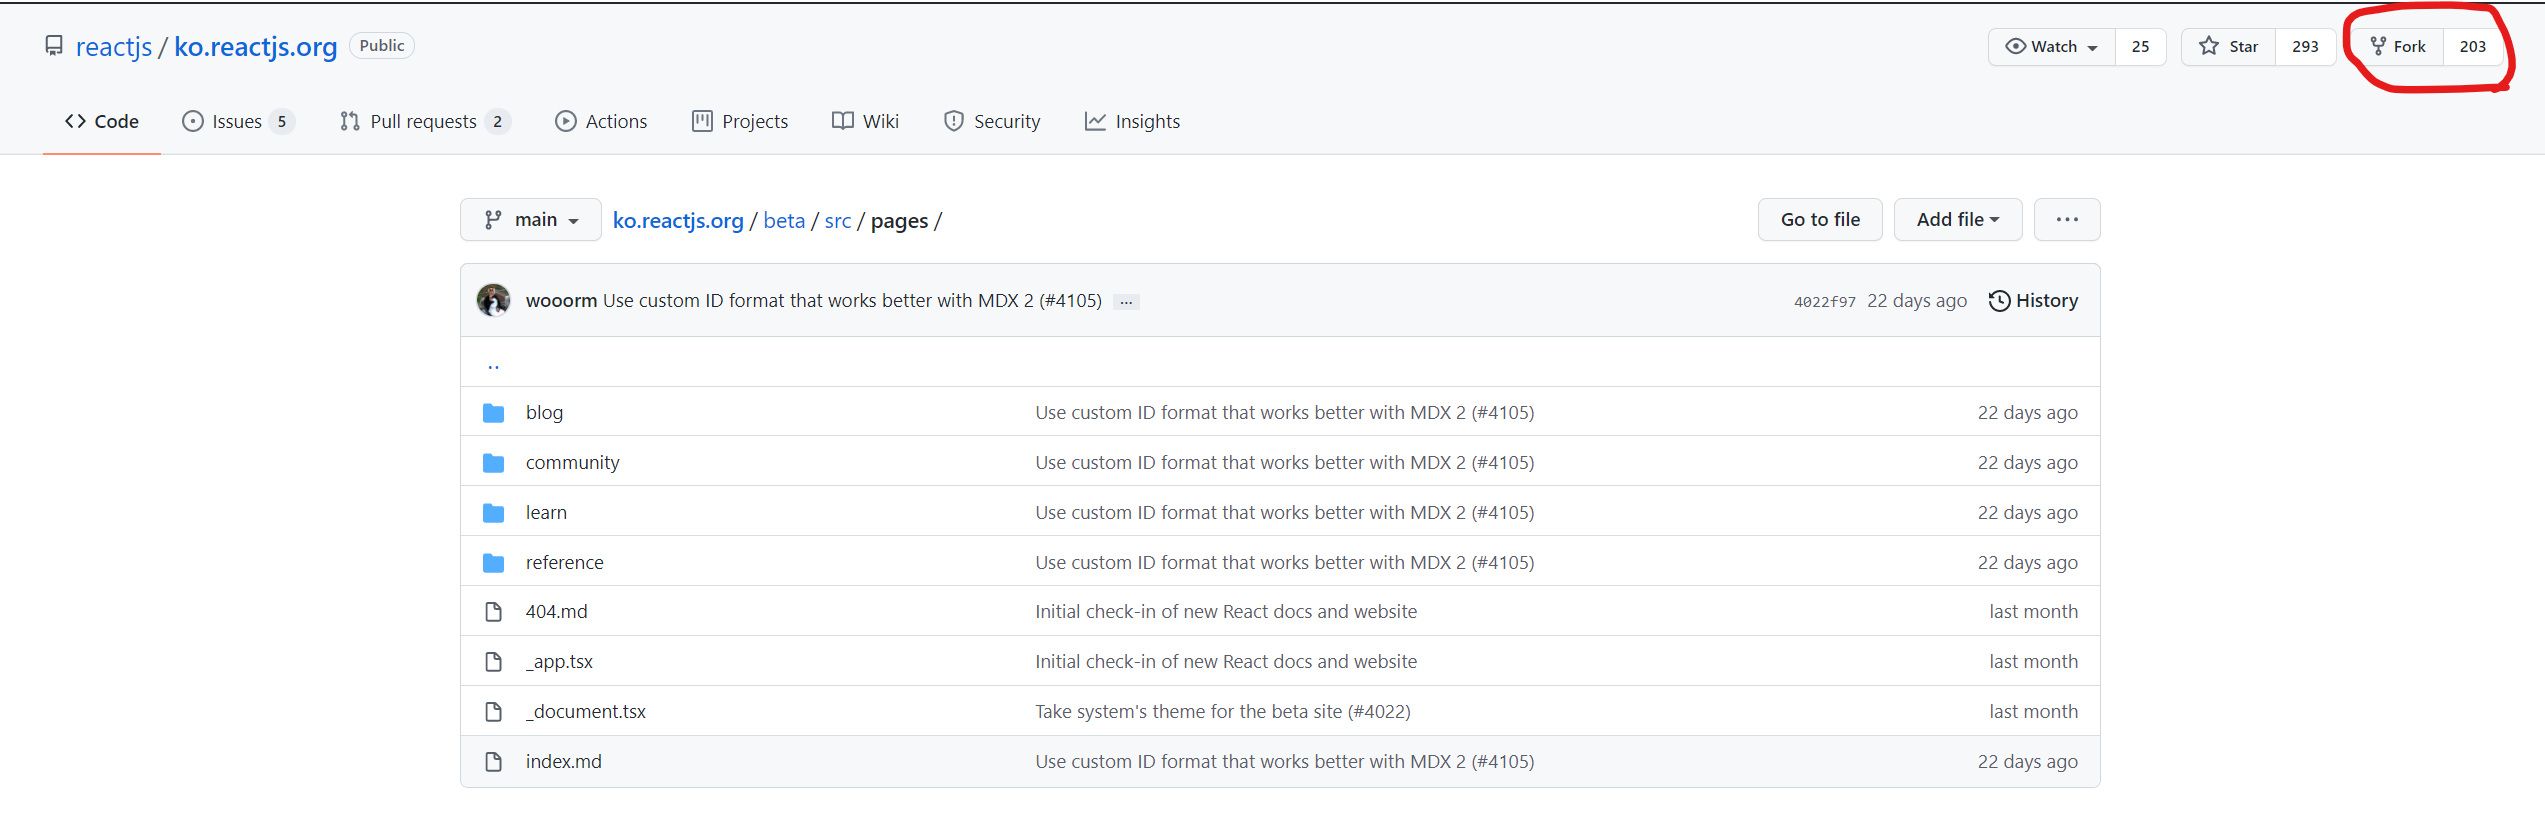 reactjs / ko.reactjs.org Public
Watch 25 Star 293 Fork 203
Code Issues 5 Pull requests 2 Actions Projects Wiki Security Insights
main ko.reactjs.org / beta / src / pages / Go to file Add file ...
wooorm Use custom ID format that works better with MDX 2 (#4105) ... 4022f97 22 days ago History
..
blog Use custom ID format that works better with MDX 2 (#4105) 22 days ago
community Use custom ID format that works better with MDX 2 (#4105) 22 days ago
learn Use custom ID format that works better with MDX 2 (#4105) 22 days ago
reference Use custom ID format that works better with MDX 2 (#4105) 22 days ago
404.md Initial check-in of new React docs and website last month
_app.tsx Initial check-in of new React docs and website last month
_document.tsx Take system's theme for the beta site (#4022) last month
index.md Use custom ID format that works better with MDX 2 (#4105) 22 days ago